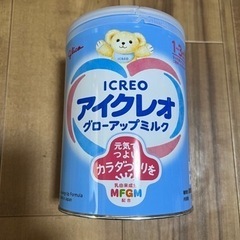 Glico
ICREO
アイクレオ
グローアップミルク
元気で
つよい
カラダづくりを
乳由来成分
MFGM
配合